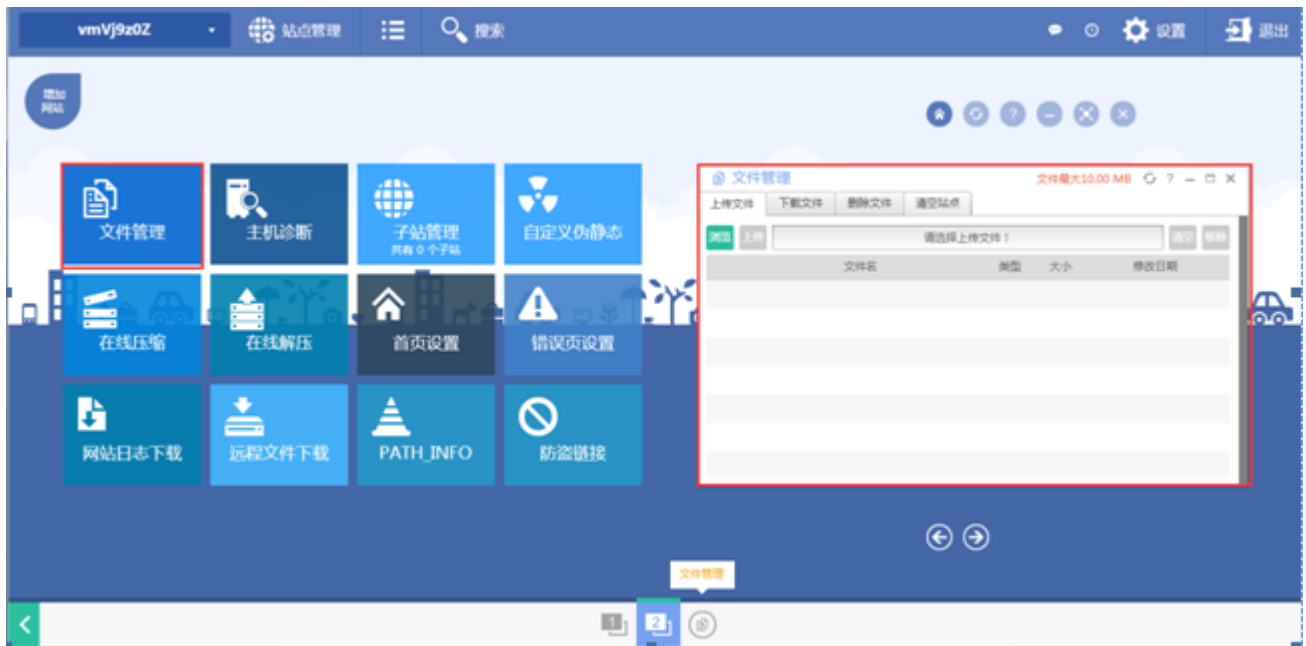 vmVj9z0Z
站点管理
搜索
设置
退出
增加
网站
文件管理
主机诊断
子站管理
共有 0 个子站
自定义伪静态
在线压缩
在线解压
首页设置
错误页设置
网站日志下载
远程文件下载
PATH_INFO
防盗链接
文件管理
文件最大10.00 MB
上传文件
下载文件
删除文件
清空站点
浏览
上传
请选择上传文件！
清空
移除
文件名
类型
大小
修改日期
文件管理
1
2